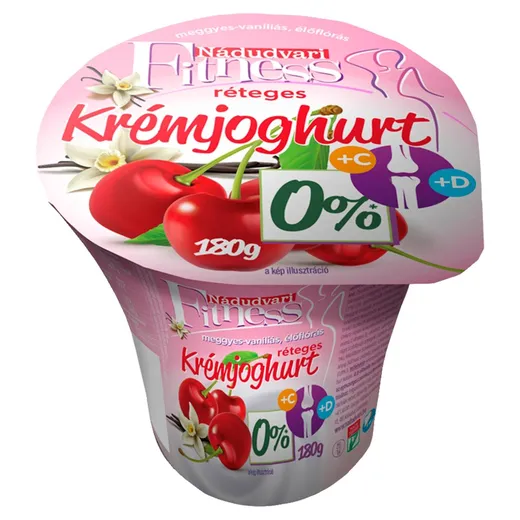 meggyes-vaníliás, élőflórás
Nádudvari
Fitness
réteges
Krémjoghurt
+C
+D
0%*
180g
a kép illusztráció
Nádudvari
Fitness
meggyes-vaníliás, élőflórás
réteges
Krémjoghurt
+C
+D
0%
180g